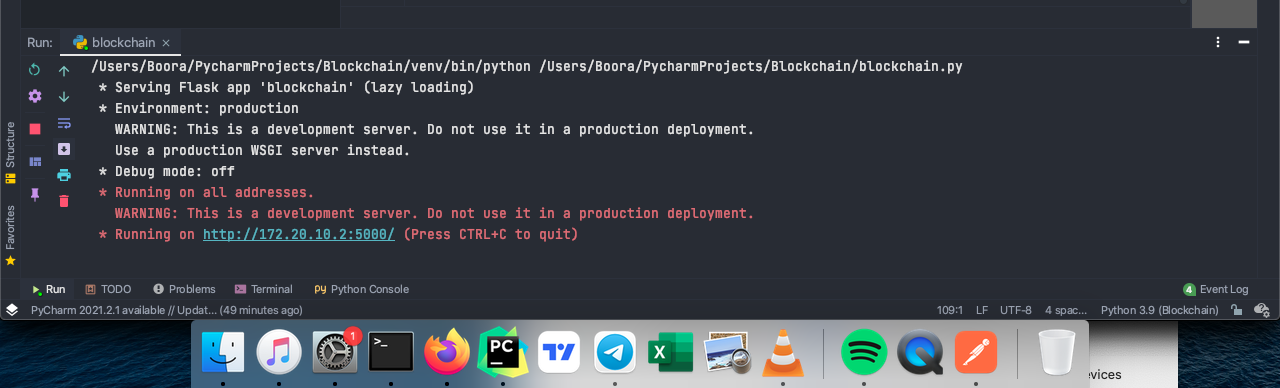 Run: blockchain ×
/Users/Boora/PycharmProjects/Blockchain/venv/bin/python /Users/Boora/PycharmProjects/Blockchain/blockchain.py
* Serving Flask app 'blockchain' (lazy loading)
* Environment: production
WARNING: This is a development server. Do not use it in a production deployment.
Use a production WSGI server instead.
* Debug mode: off
* Running on all addresses.
WARNING: This is a development server. Do not use it in a production deployment.
* Running on http://172.20.10.2:5000/ (Press CTRL+C to quit)
Structure
Favorites
Run TODO Problems Terminal Python Console 4 Event Log
PyCharm 2021.2.1 available // Updat... (49 minutes ago) 109:1 LF UTF-8 4 spac... Python 3.9 (Blockchain)
1
>_
PC
X
evices